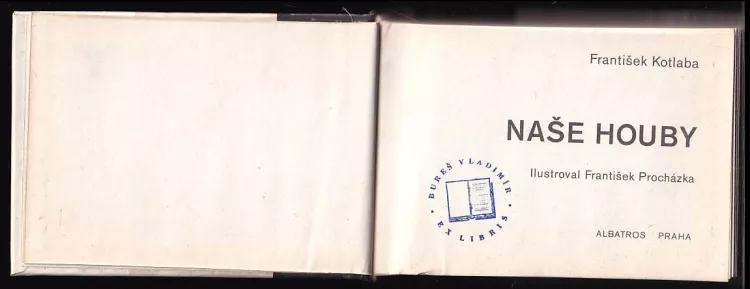 František Kotlaba
NAŠE HOUBY
Ilustroval František Procházka
BUREŠ VLADIMÍR
EX LIBRIS
ALBATROS PRAHA